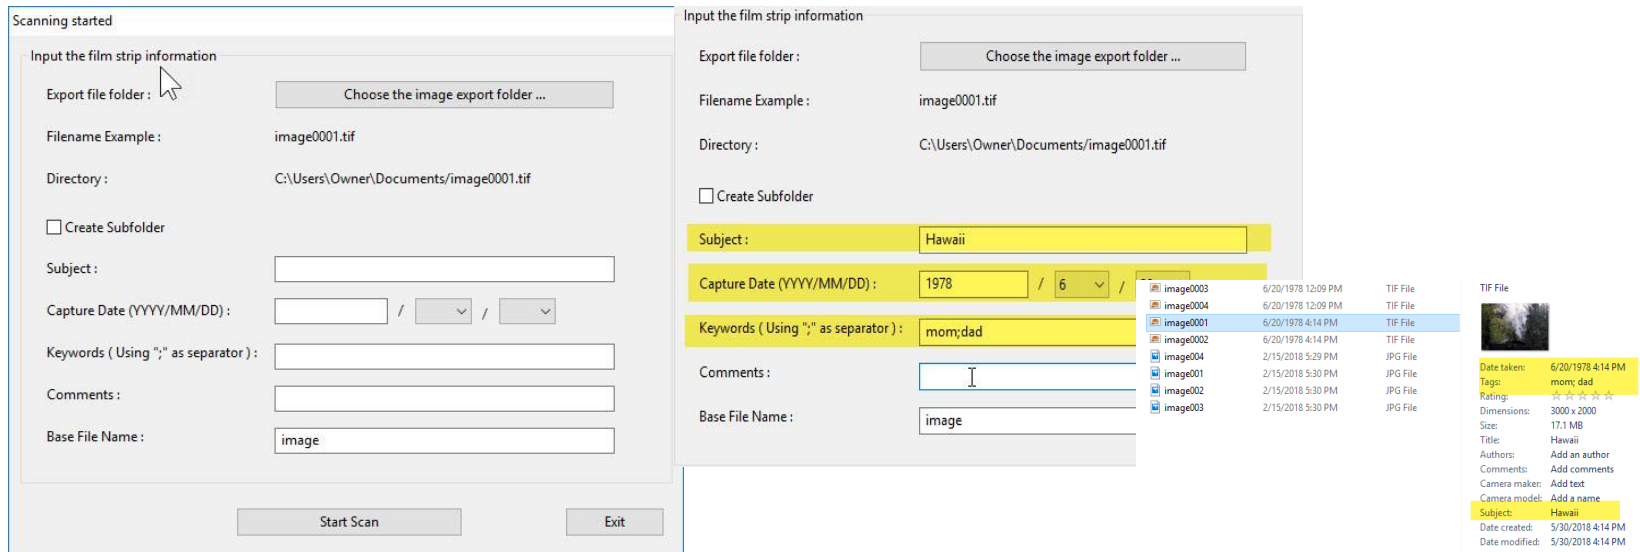 Scanning started
Input the film strip information
Export file folder :
Choose the image export folder ...
Filename Example :
image0001.tif
Directory :
C:\Users\Owner\Documents/image0001.tif
Create Subfolder
Subject :
Capture Date (YYYY/MM/DD) :
/ /
Keywords ( Using ";" as separator ) :
Comments :
Base File Name :
image
Start Scan
Exit
Input the film strip information
Export file folder :
Choose the image export folder ...
Filename Example :
image0001.tif
Directory :
C:\Users\Owner\Documents/image0001.tif
Create Subfolder
Subject :
Hawaii
Capture Date (YYYY/MM/DD) :
1978 / 6 /
Keywords ( Using ";" as separator ) :
mom;dad
Comments :
Base File Name :
image
image0003 6/20/1978 12:09 PM TIF File
image0004 6/20/1978 12:09 PM TIF File
image0001 6/20/1978 4:14 PM TIF File
image0002 6/20/1978 4:14 PM TIF File
image004 2/15/2018 5:29 PM JPG File
image001 2/15/2018 5:30 PM JPG File
image002 2/15/2018 5:30 PM JPG File
image003 2/15/2018 5:30 PM JPG File
TIF File
Date taken: 6/20/1978 4:14 PM
Tags: mom; dad
Rating:
Dimensions: 3000 x 2000
Size: 17.1 MB
Title: Hawaii
Authors: Add an author
Comments: Add comments
Camera maker: Add text
Camera model: Add a name
Subject: Hawaii
Date created: 5/30/2018 4:14 PM
Date modified: 5/30/2018 4:14 PM